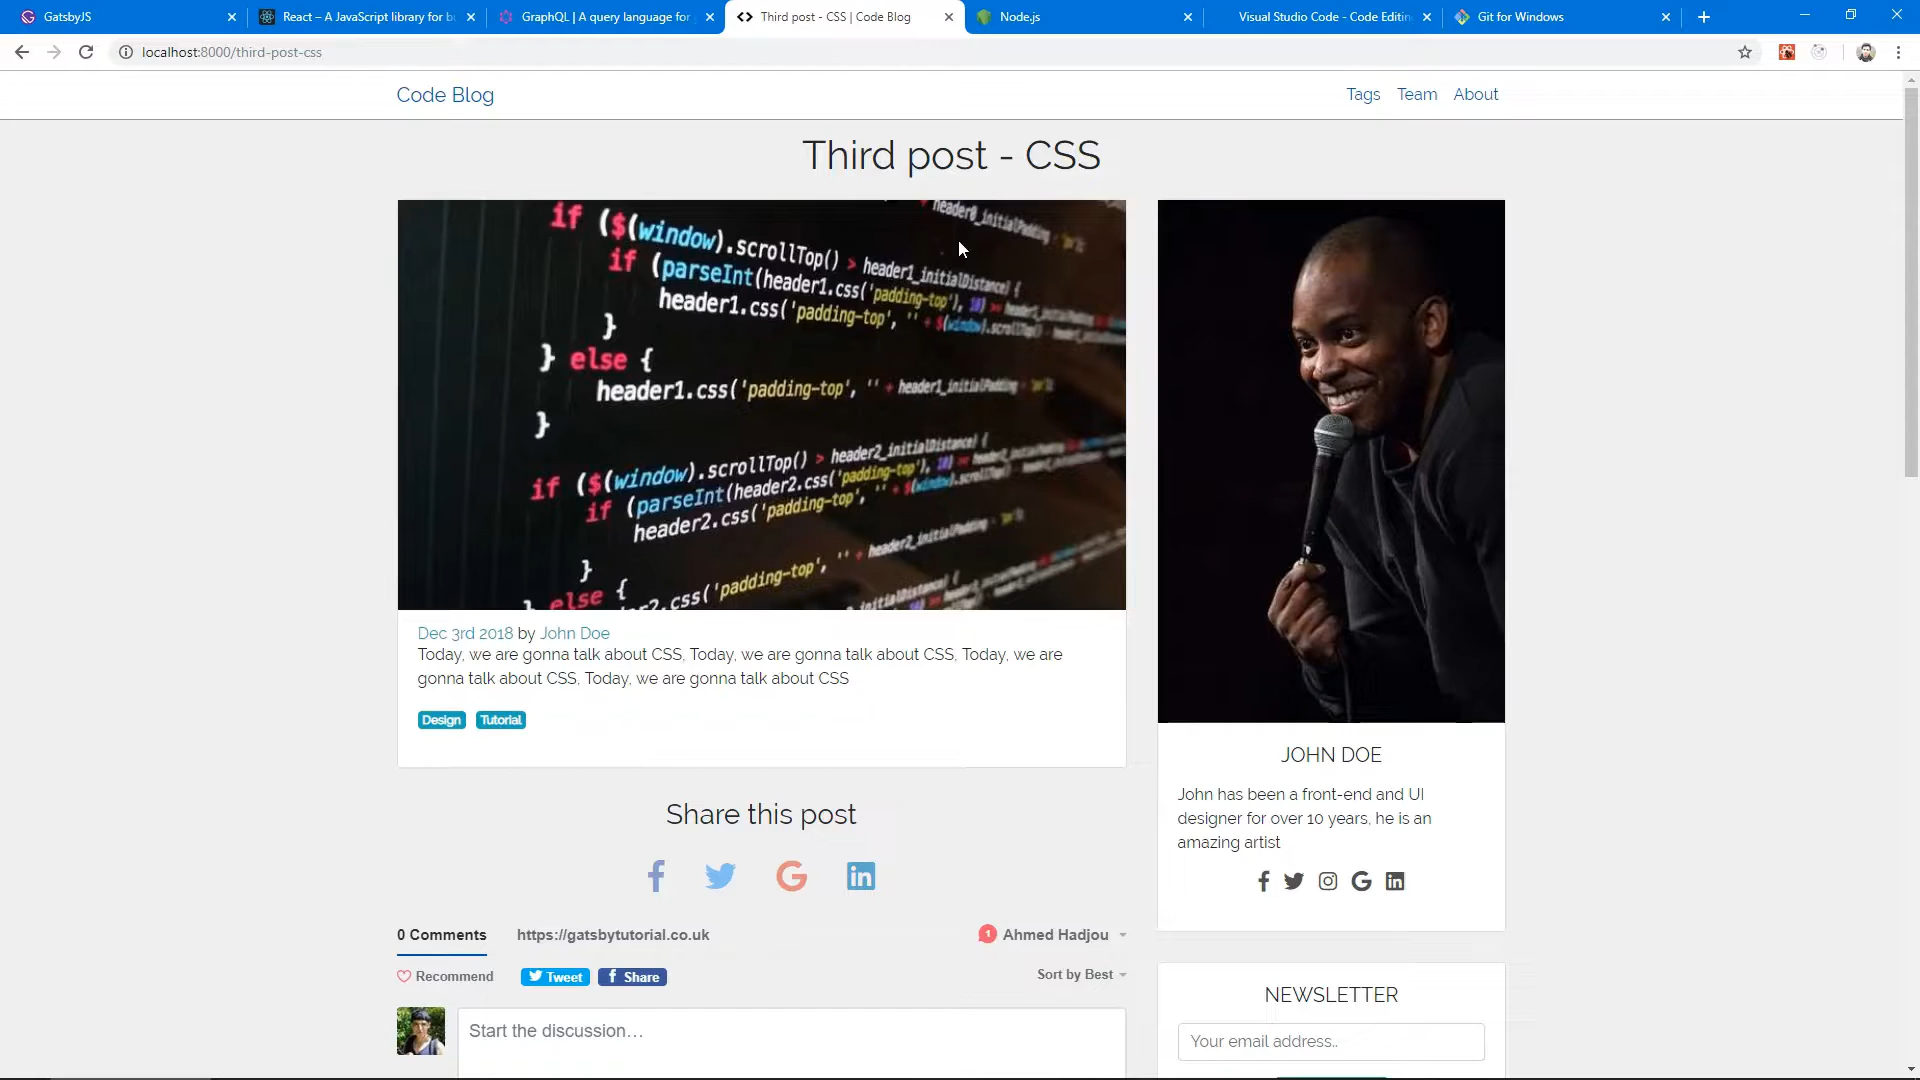 GatsbyJS
React – A JavaScript library for bu
GraphQL | A query language for
Third post - CSS | Code Blog
Node.js
Visual Studio Code - Code Editin
Git for Windows
localhost:8000/third-post-css
Code Blog
Tags Team About
Third post - CSS
header0_initialPadding
if ($(window).scrollTop() > header1_initialDistance) {
if (parseInt(header1.css('padding-top'), 10) >= header1_initial
header1.css('padding-top', '' + $(window).scrollTop() - header1_initial
}
} else {
header1.css('padding-top', '' + header1_initialPadding + 'px');
}
if ($(window).scrollTop() > header2_initialDistance) {
if (parseInt(header2.css('padding-top'), 10) >= header2_initial
header2.css('padding-top', '' + $(window).scrollTop() - header2_initial
}
} else {
header2.css('padding-top', '' + header2_initialPadding + 'px');
Dec 3rd 2018 by John Doe
Today, we are gonna talk about CSS, Today, we are gonna talk about CSS, Today, we are
gonna talk about CSS, Today, we are gonna talk about CSS
Design Tutorial
JOHN DOE
John has been a front-end and UI
designer for over 10 years, he is an
amazing artist
Share this post
0 Comments https://gatsbytutorial.co.uk 1 Ahmed Hadjou
Recommend Tweet Share Sort by Best
Start the discussion…
NEWSLETTER
Your email address..